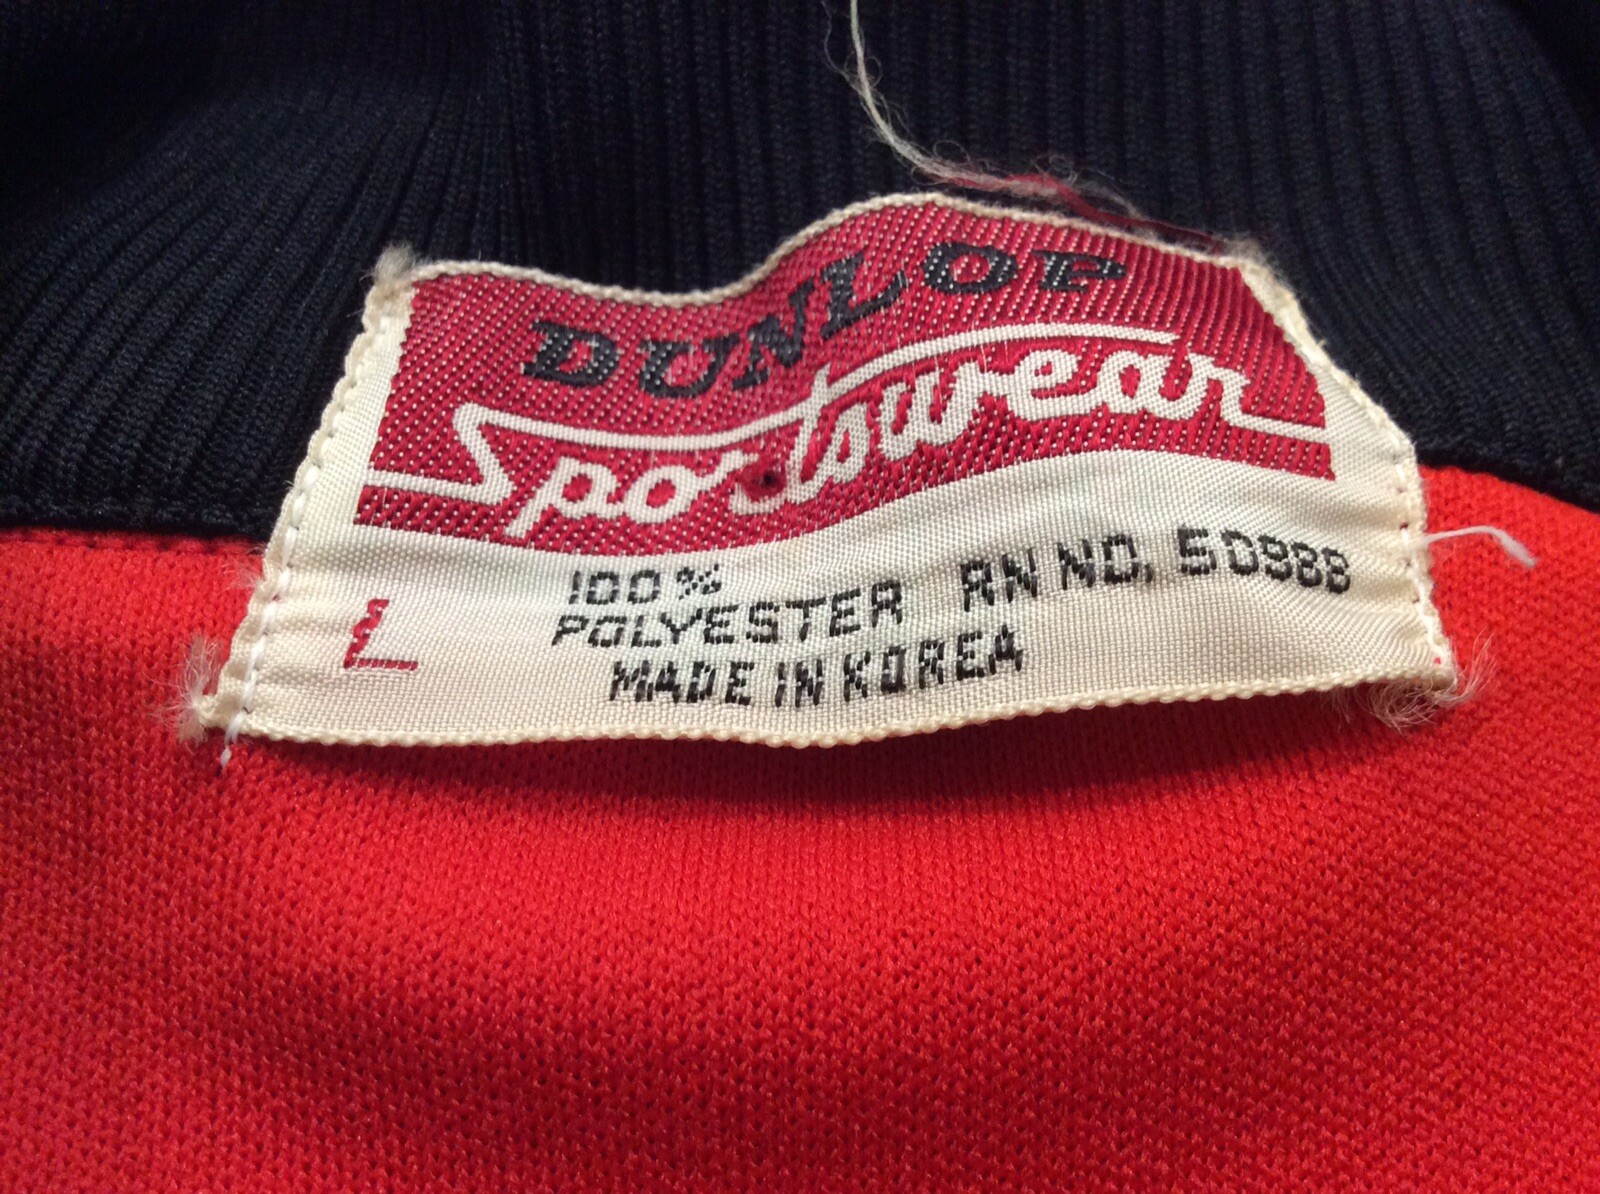 DUNLOP
Sportswear
100%
POLYESTER RN NO. 50988
MADE IN KOREA
L